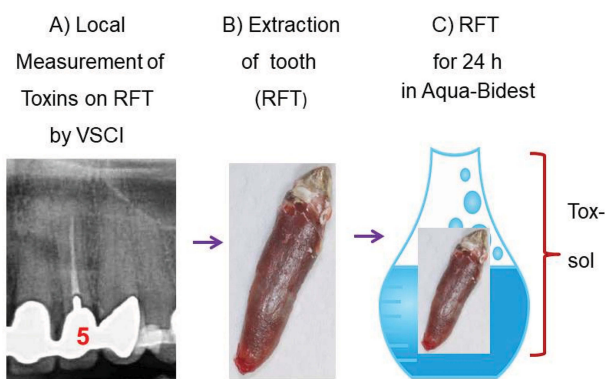 A) Local
Measurement of
Toxins on RFT
by VSCI
B) Extraction
of tooth
(RFT)
C) RFT
for 24 h
in Aqua-Bidest
5
Tox-
sol